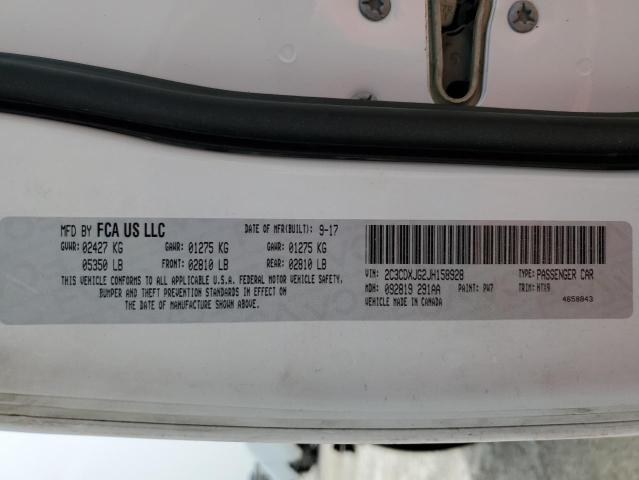 MFD BY FCA US LLC DATE OF MFR(BUILT): 9-17
GVWR: 02427 KG GAWR: 01275 KG GAWR: 01275 KG
05350 LB FRONT: 02810 LB REAR: 02810 LB
THIS VEHICLE CONFORMS TO ALL APPLICABLE U.S.A. FEDERAL MOTOR VEHICLE SAFETY,
BUMPER AND THEFT PREVENTION STANDARDS IN EFFECT ON
THE DATE OF MANUFACTURE SHOWN ABOVE.
VIN: 2C3CDXJG2JH158928 TYPE: PASSENGER CAR
MDH: 092819 291AA PAINT: PW7 TRIM: HTX9
VEHICLE MADE IN CANADA 4658843